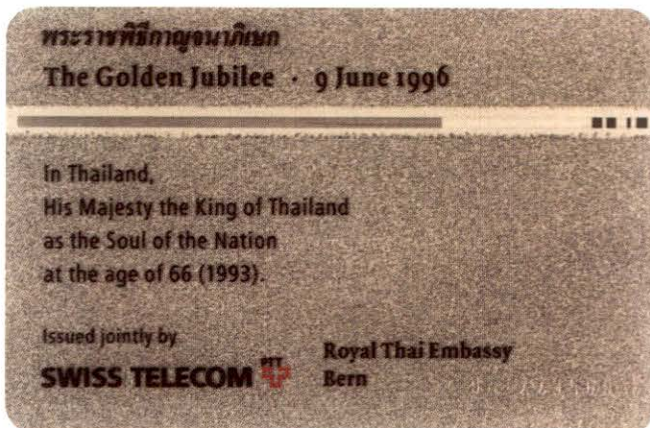 พระราชพิธีกาญจนาภิเษก
The Golden Jubilee · 9 June 1996
In Thailand,
His Majesty the King of Thailand
as the Soul of the Nation
at the age of 66 (1993).
Issued jointly by
SWISS TELECOM PTT
Royal Thai Embassy
Bern